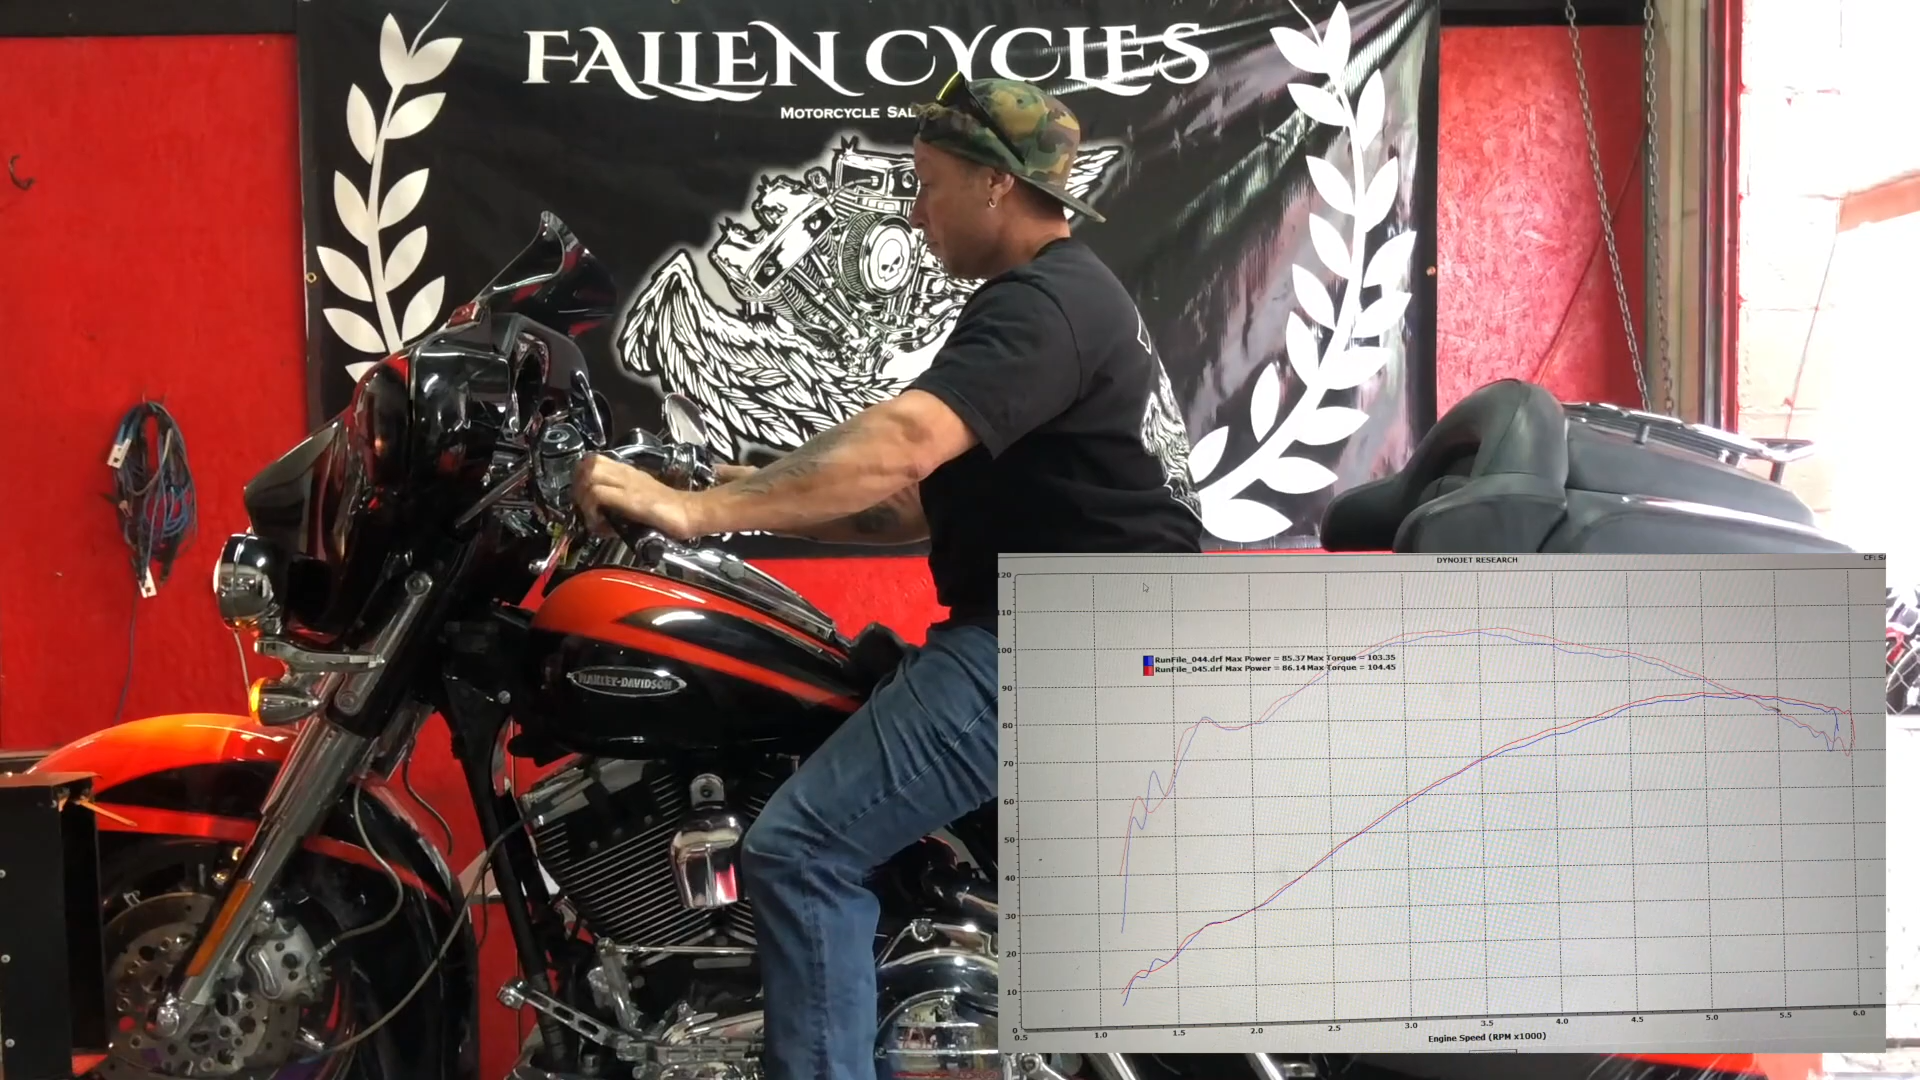 FALLEN CYCLES
MOTORCYCLE SAL
HARLEY-DAVIDSON
DYNOJET RESEARCH
CF: SA
RunFile_044.drf Max Power = 85.37 Max Torque = 103.35
RunFile_045.drf Max Power = 86.14 Max Torque = 104.45
120
110
100
90
80
70
60
50
40
30
20
10
0
0.5 1.0 1.5 2.0 2.5 3.0 3.5 4.0 4.5 5.0 5.5 6.0
Engine Speed (RPM x1000)